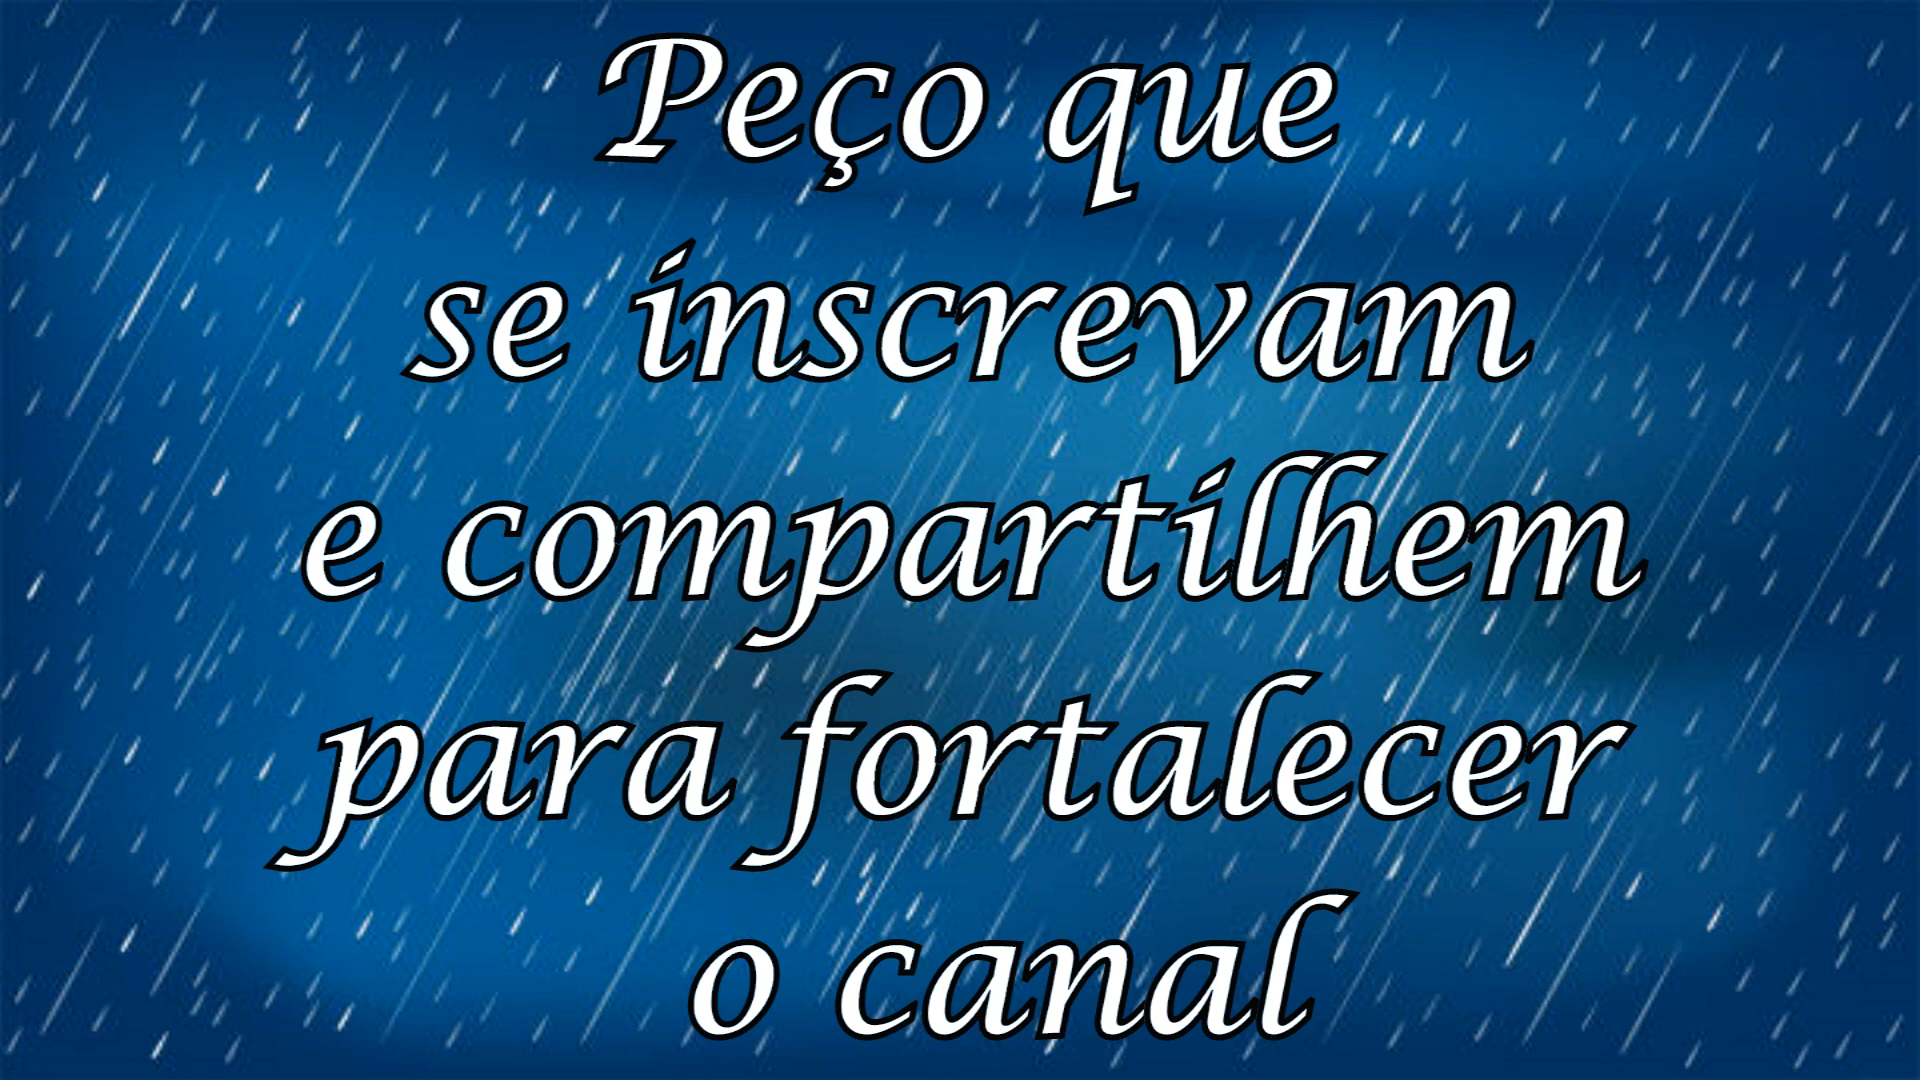 Peço que
se inscrevam
e compartilhem
para fortalecer
o canal